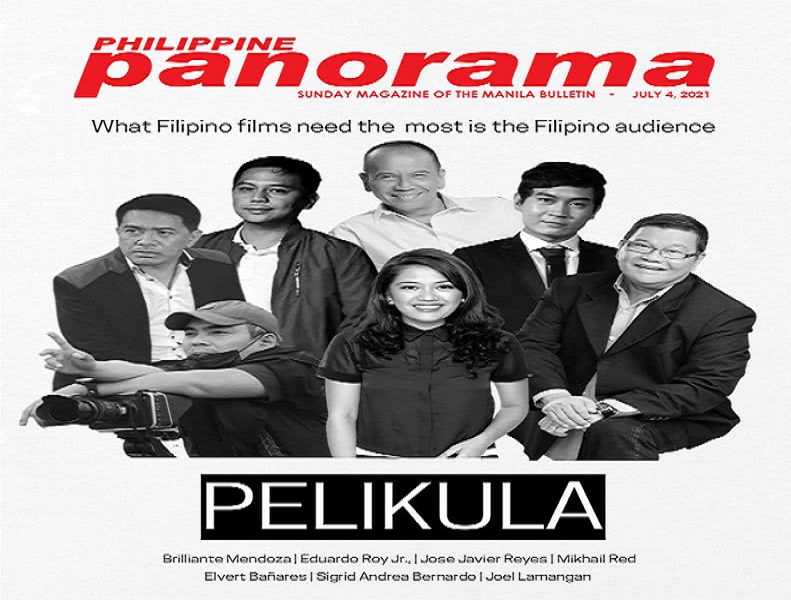 PHILIPPINE
panorama
SUNDAY MAGAZINE OF THE MANILA BULLETIN - JULY 4, 2021
What Filipino films need the most is the Filipino audience
PELIKULA
Brilliante Mendoza | Eduardo Roy Jr., | Jose Javier Reyes | Mikhail Red
Elvert Bañares | Sigrid Andrea Bernardo | Joel Lamangan